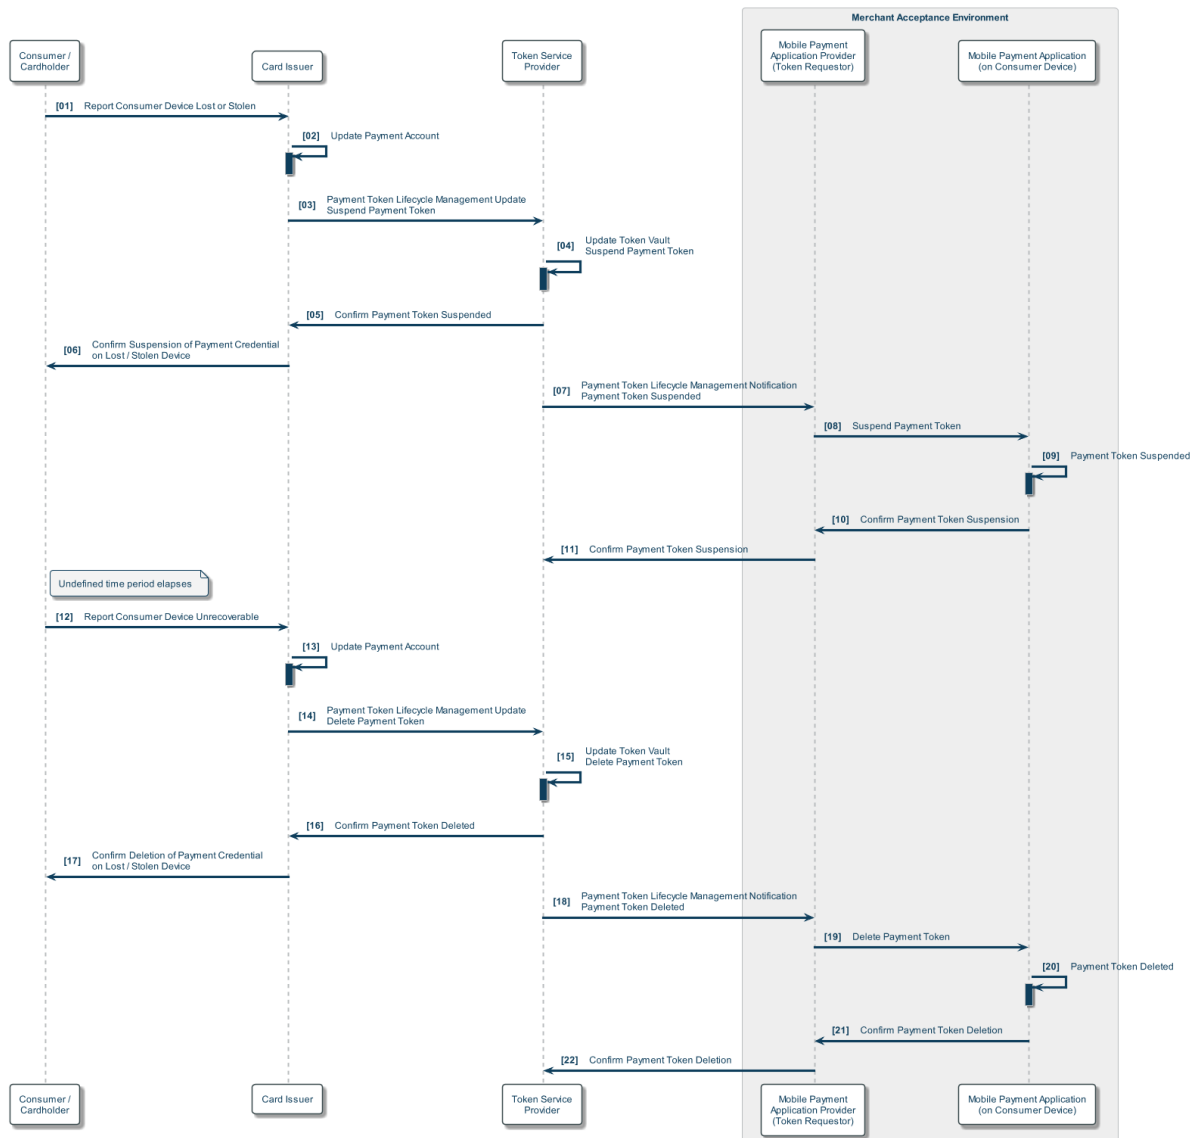 Merchant Acceptance Environment
Consumer /
Cardholder
Card Issuer
Token Service
Provider
Mobile Payment
Application Provider
(Token Requestor)
Mobile Payment Application
(on Consumer Device)
[01] Report Consumer Device Lost or Stolen
[02] Update Payment Account
[03] Payment Token Lifecycle Management Update
Suspend Payment Token
[04] Update Token Vault
Suspend Payment Token
[05] Confirm Payment Token Suspended
[06] Confirm Suspension of Payment Credential
on Lost / Stolen Device
[07] Payment Token Lifecycle Management Notification
Payment Token Suspended
[08] Suspend Payment Token
[09] Payment Token Suspended
[10] Confirm Payment Token Suspension
[11] Confirm Payment Token Suspension
Undefined time period elapses
[12] Report Consumer Device Unrecoverable
[13] Update Payment Account
[14] Payment Token Lifecycle Management Update
Delete Payment Token
[15] Update Token Vault
Delete Payment Token
[16] Confirm Payment Token Deleted
[17] Confirm Deletion of Payment Credential
on Lost / Stolen Device
[18] Payment Token Lifecycle Management Notification
Payment Token Deleted
[19] Delete Payment Token
[20] Payment Token Deleted
[21] Confirm Payment Token Deletion
[22] Confirm Payment Token Deletion
Consumer /
Cardholder
Card Issuer
Token Service
Provider
Mobile Payment
Application Provider
(Token Requestor)
Mobile Payment Application
(on Consumer Device)